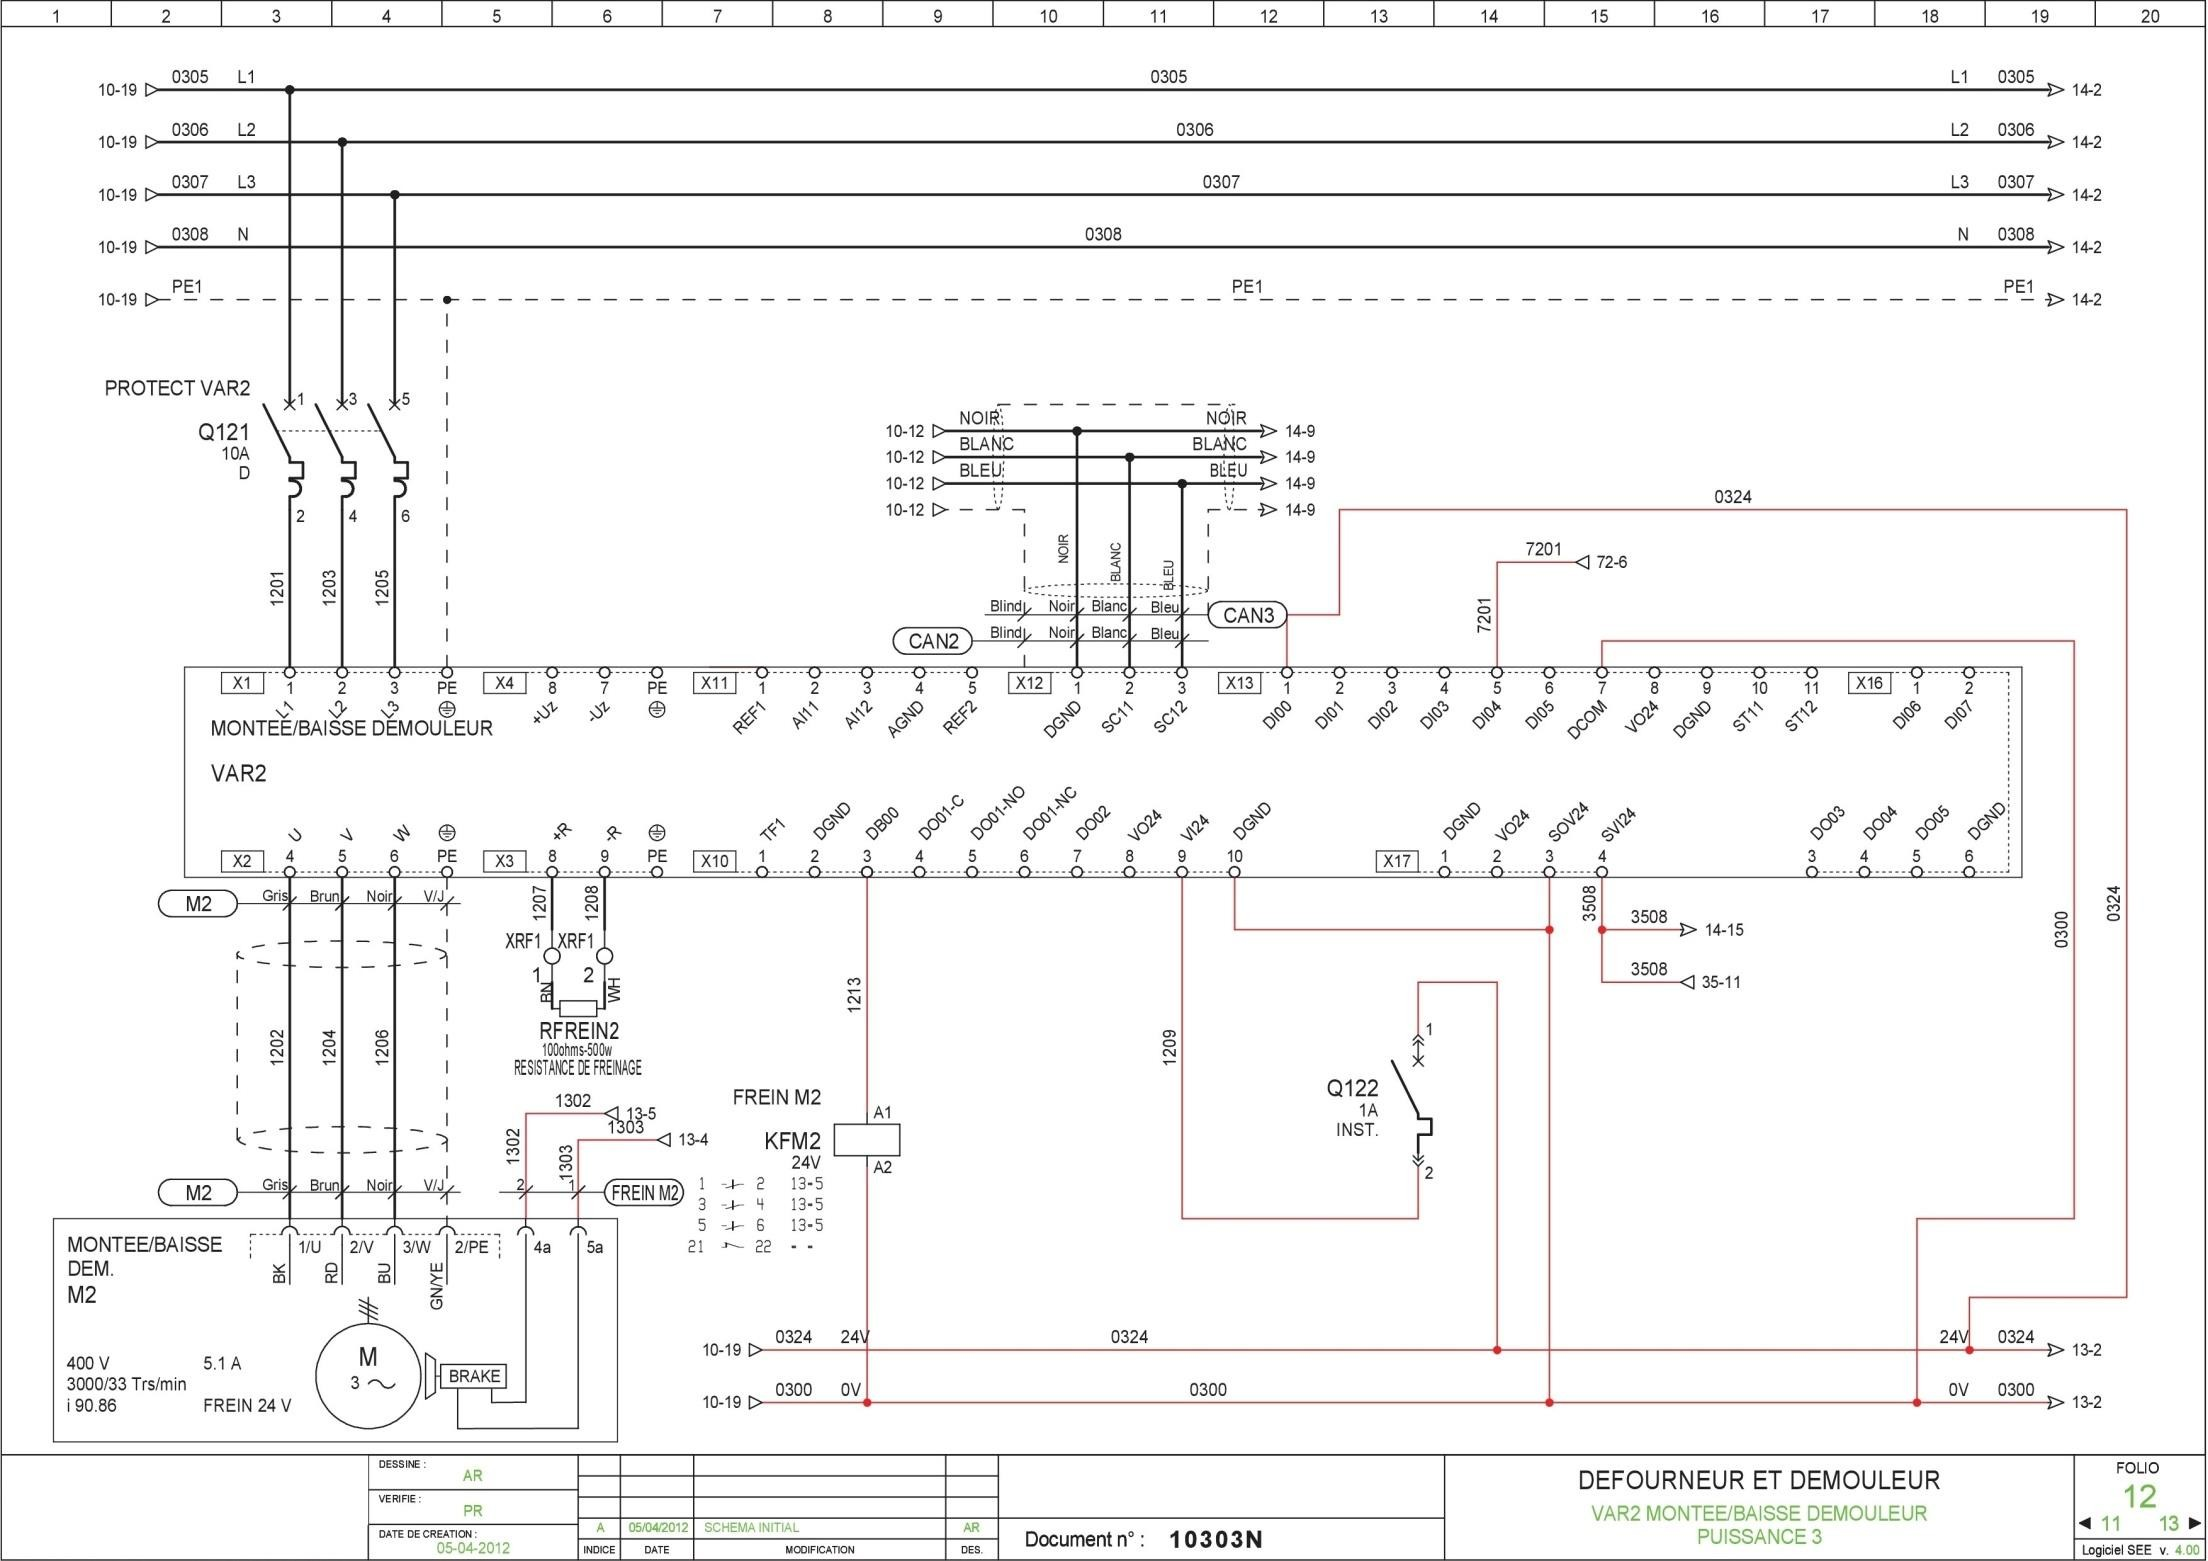 1 2 3 4 5 6 7 8 9 10 11 12 13 14 15 16 17 18 19 20
10-19 0305 L1 0305 L1 0305 14-2
10-19 0306 L2 0306 L2 0306 14-2
10-19 0307 L3 0307 L3 0307 14-2
10-19 0308 N 0308 N 0308 14-2
10-19 PE1 PE1 PE1 14-2
PROTECT VAR2
1 3 5
Q121
10A
D
2 4 6
1201 1203 1205
10-12 NOIR NOIR 14-9
10-12 BLANC BLANC 14-9
10-12 BLEU BLEU 14-9
10-12 14-9
NOIR BLANC BLEU
Blind Noir Blanc Bleu CAN3
CAN2 Blind Noir Blanc Bleu
0324
7201 72-6
7201
X1 1 2 3 PE X4 8 7 PE X11 1 2 3 4 5 X12 1 2 3 X13 1 2 3 4 5 6 7 8 9 10 11 X16 1 2
L1 L2 L3 +Uz -Uz REF1 AI11 AI12 AGND REF2 DGND SC11 SC12 DI00 DI01 DI02 DI03 DI04 DI05 DCOM VO24 DGND ST11 ST12 DI06 DI07
MONTEE/BAISSE DEMOULEUR
VAR2
U V W +R -R TF1 DGND DB00 DO01-C DO01-NO DO01-NC DO02 VO24 VI24 DGND DGND VO24 SOV24 SVI24 DO03 DO04 DO05 DGND
X2 4 5 6 PE X3 8 9 PE X10 1 2 3 4 5 6 7 8 9 10 X17 1 2 3 4 3 4 5 6
M2 Gris Brun Noir V/J
1207 1208
XRF1 XRF1
1 2
BN WH
RFREIN2
100ohms-500w
RESISTANCE DE FREINAGE
1202 1204 1206
3508
3508 14-15
3508 35-11
0300 0324
1213 1209
1
Q122
1A
INST.
2
1302 13-5
1303 13-4
1302 1303
FREIN M2
A1
KFM2
24V
A2
1 2 13-5
3 4 13-5
5 6 13-5
21 22 - -
M2 Gris Brun Noir V/J
2 1 FREIN M2
MONTEE/BAISSE
DEM.
M2
1/U 2/V 3/W 2/PE 4a 5a
BK RD BU GN/YE
M
3
BRAKE
400 V 5.1 A
3000/33 Trs/min
i 90.86 FREIN 24 V
10-19 0324 24V 0324 24V 0324 13-2
10-19 0300 0V 0300 0V 0300 13-2
DESSINE :
AR
VERIFIE :
PR
DATE DE CREATION :
05-04-2012
A 05/04/2012 SCHEMA INITIAL AR
INDICE DATE MODIFICATION DES.
Document n° : 10303N
DEFOURNEUR ET DEMOULEUR
VAR2 MONTEE/BAISSE DEMOULEUR
PUISSANCE 3
FOLIO
12
11 13
Logiciel SEE v. 4.00